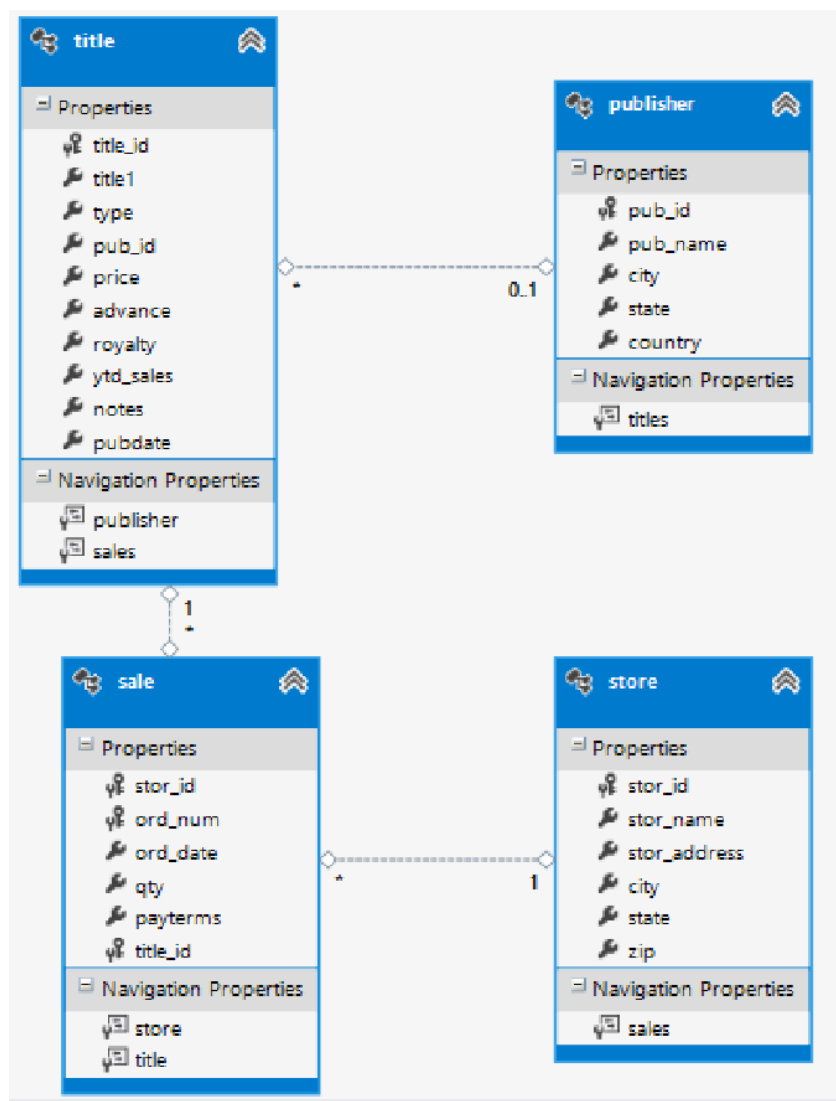 title
Properties
title_id
title1
type
pub_id
price
advance
royalty
ytd_sales
notes
pubdate
Navigation Properties
publisher
sales
publisher
Properties
pub_id
pub_name
city
state
country
Navigation Properties
titles
*
0..1
1
*
sale
Properties
stor_id
ord_num
ord_date
qty
payterms
title_id
Navigation Properties
store
title
*
1
store
Properties
stor_id
stor_name
stor_address
city
state
zip
Navigation Properties
sales